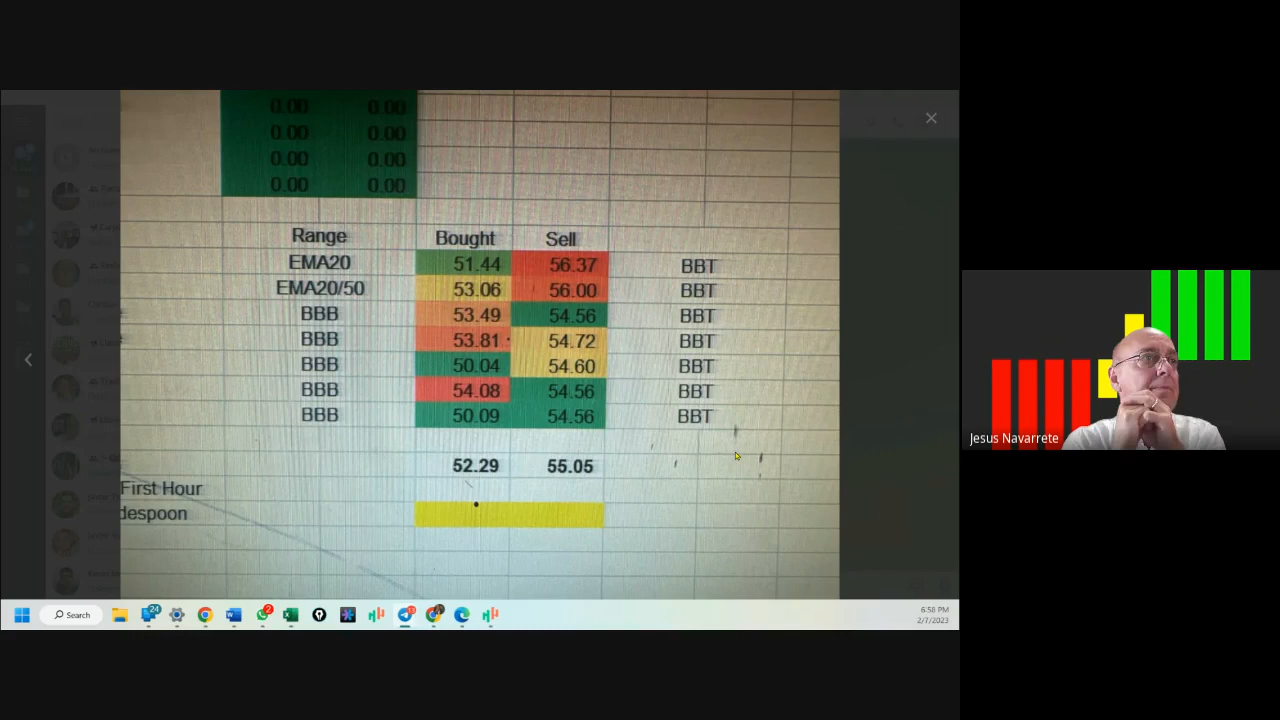 0.00 0.00
0.00 0.00
0.00 0.00
0.00 0.00
Range Bought Sell
EMA20 51.44 56.37 BBT
EMA20/50 53.06 56.00 BBT
BBB 53.49 54.56 BBT
BBB 53.81 54.72 BBT
BBB 50.04 54.60 BBT
BBB 54.08 54.56 BBT
BBB 50.09 54.56 BBT
52.29 55.05
First Hour
despoon
Jesus Navarrete
24
Search
2
6:58 PM
2/7/2023